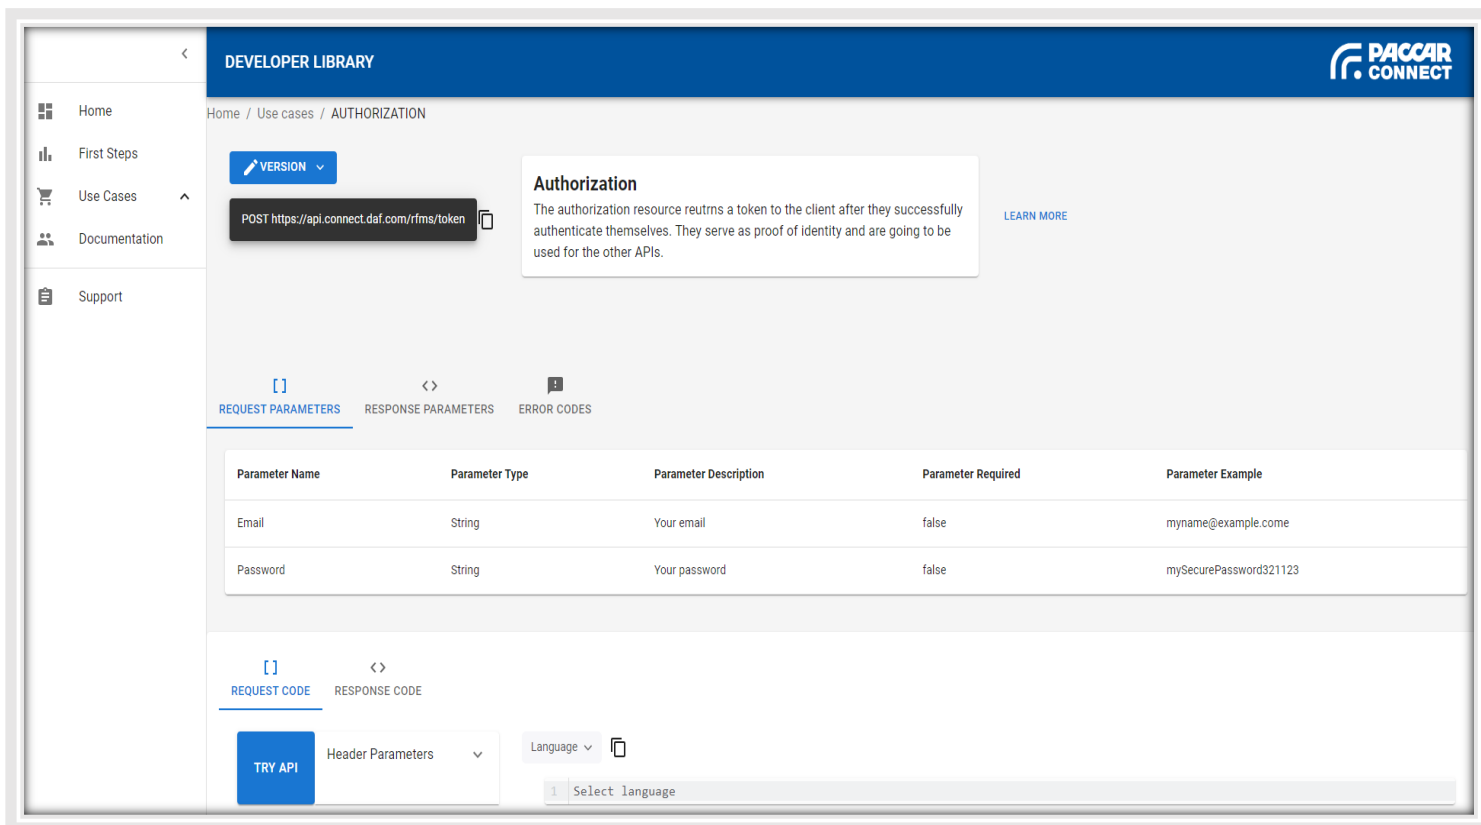 DEVELOPER LIBRARY
PACCAR
CONNECT
Home
First Steps
Use Cases
Documentation
Support
Home / Use cases / AUTHORIZATION
VERSION
POST https://api.connect.daf.com/rfms/token
Authorization
The authorization resource reutrns a token to the client after they successfully
authenticate themselves. They serve as proof of identity and are going to be
used for the other APIs.
LEARN MORE
REQUEST PARAMETERS RESPONSE PARAMETERS ERROR CODES
Parameter Name Parameter Type Parameter Description Parameter Required Parameter Example
Email String Your email false myname@example.come
Password String Your password false mySecurePassword321123
REQUEST CODE RESPONSE CODE
TRY API
Header Parameters
Language
1 Select language